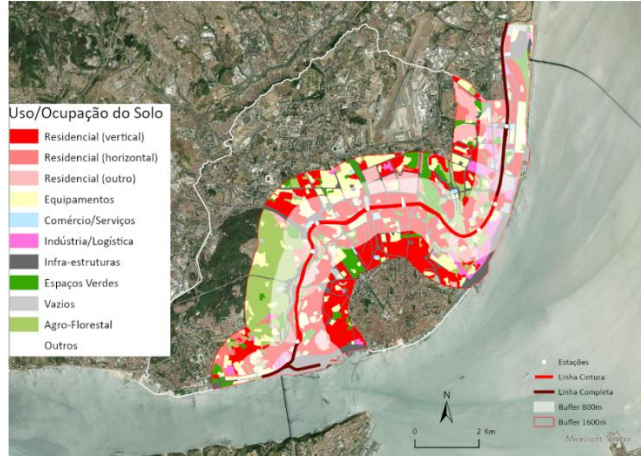 Uso/Ocupação do Solo
Residencial (vertical)
Residencial (horizontal)
Residencial (outro)
Equipamentos
Comércio/Serviços
Indústria/Logística
Infra-estruturas
Espaços Verdes
Vazios
Agro-Florestal
Outros
Estações
Linha Cintura
Linha Completa
Buffer 800m
Buffer 1600m
N
0 2 Km
Microsoft